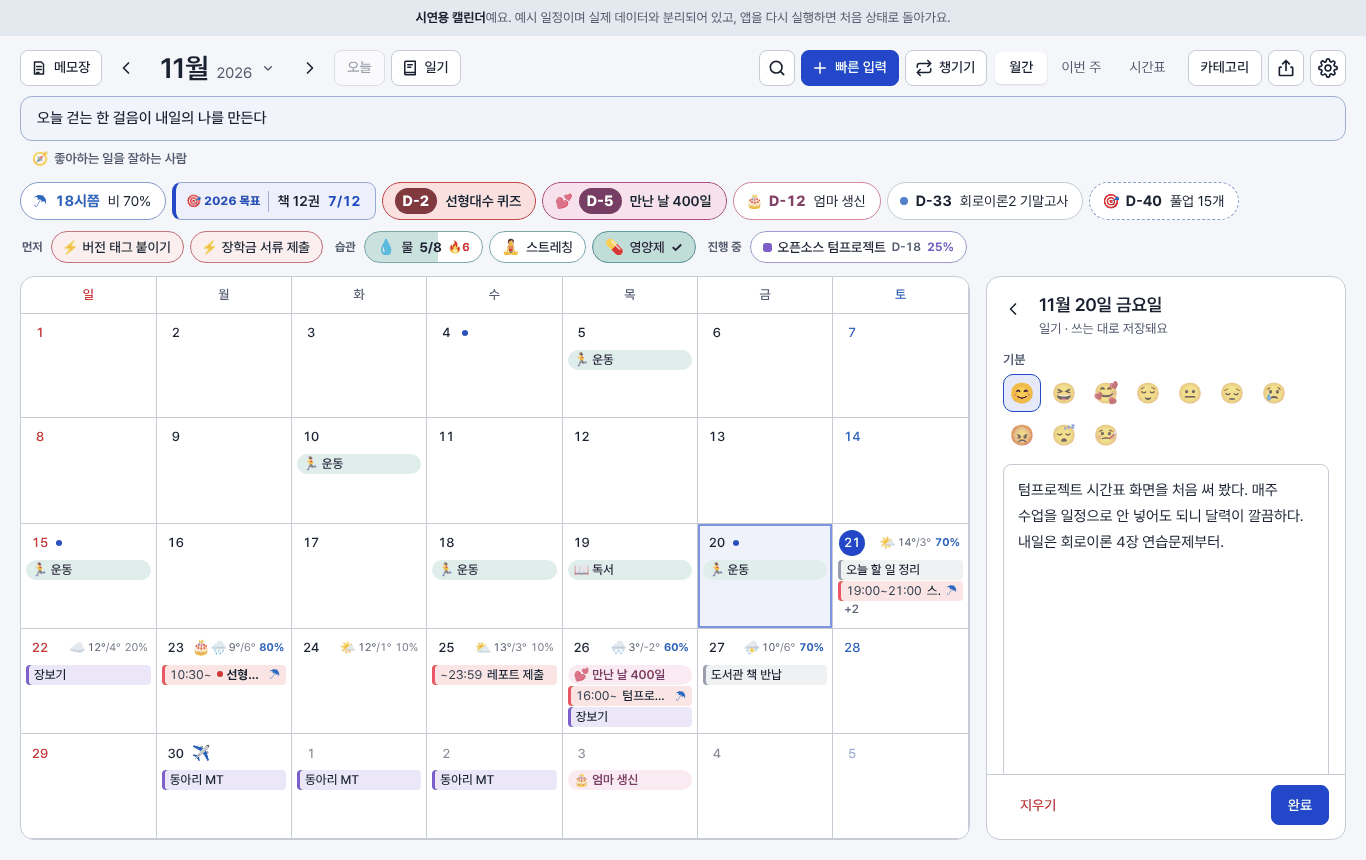 시연용 캘린더예요. 예시 일정이며 실제 데이터와 분리되어 있고, 앱을 다시 실행하면 처음 상태로 돌아가요.
메모장 11월 2026 오늘 일기 빠른 입력 챙기기 월간 이번 주 시간표 카테고리
오늘 걷는 한 걸음이 내일의 나를 만든다
좋아하는 일을 잘하는 사람
18시쯤 비 70% 2026 목표 책 12권 7/12 D-2 선형대수 퀴즈 D-5 만난 날 400일 D-12 엄마 생신 D-33 회로이론2 기말고사 D-40 풀업 15개
먼저 버전 태그 붙이기 장학금 서류 제출 습관 물 5/8 6 스트레칭 영양제 진행 중 오픈소스 텀프로젝트 D-18 25%
일 월 화 수 목 금 토
1 2 3 4 5 6 7
운동
8 9 10 11 12 13 14
운동
15 16 17 18 19 20 21 14°/3° 70%
운동 운동 독서 운동 오늘 할 일 정리
19:00~21:00 스.
+2
22 12°/4° 20% 23 9°/6° 80% 24 12°/1° 10% 25 13°/3° 10% 26 3°/-2° 60% 27 10°/6° 70% 28
장보기 10:30~ 선형... ~23:59 레포트 제출 만난 날 400일 도서관 책 반납
16:00~ 텀프로...
장보기
29 30 1 2 3 4 5
동아리 MT 동아리 MT 동아리 MT 엄마 생신
11월 20일 금요일
일기 · 쓰는 대로 저장돼요
기분
텀프로젝트 시간표 화면을 처음 써 봤다. 매주
수업을 일정으로 안 넣어도 되니 달력이 깔끔하다.
내일은 회로이론 4장 연습문제부터.
지우기 완료